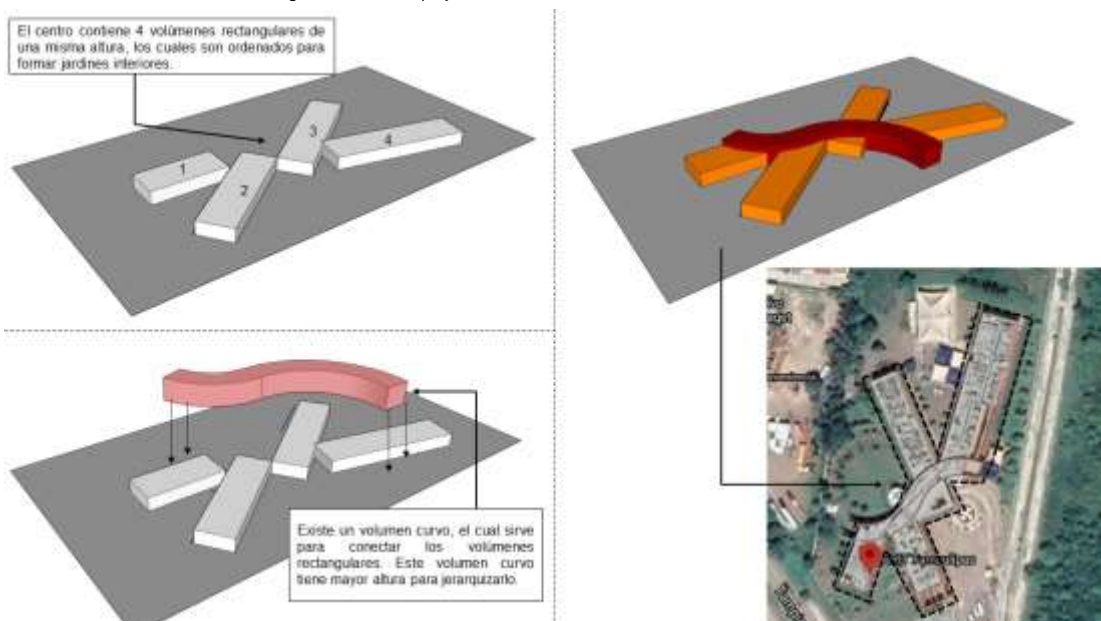 El centro contiene 4 volúmenes rectangulares de
una misma altura, los cuales son ordenados para
formar jardines interiores.
1
2
3
4
Existe un volumen curvo, el cual sirve
para conectar los volúmenes
rectangulares. Este volumen curvo
tiene mayor altura para jerarquizarlo.
Tamaulipas